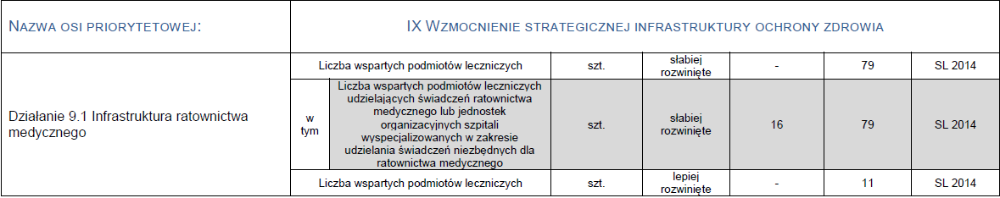 NAZWA OSI PRIORYTETOWEJ: IX WZMOCNIENIE STRATEGICZNEJ INFRASTRUKTURY OCHRONY ZDROWIA
Działanie 9.1 Infrastruktura ratownictwa
medycznego
Liczba wspartych podmiotów leczniczych szt. słabiej
rozwinięte - 79 SL 2014
w
tym
Liczba wspartych podmiotów leczniczych
udzielających świadczeń ratownictwa
medycznego lub jednostek
organizacyjnych szpitali
wyspecjalizowanych w zakresie
udzielania świadczeń niezbędnych dla
ratownictwa medycznego
szt. słabiej
rozwinięte 16 79 SL 2014
Liczba wspartych podmiotów leczniczych szt. lepiej
rozwinięte - 11 SL 2014